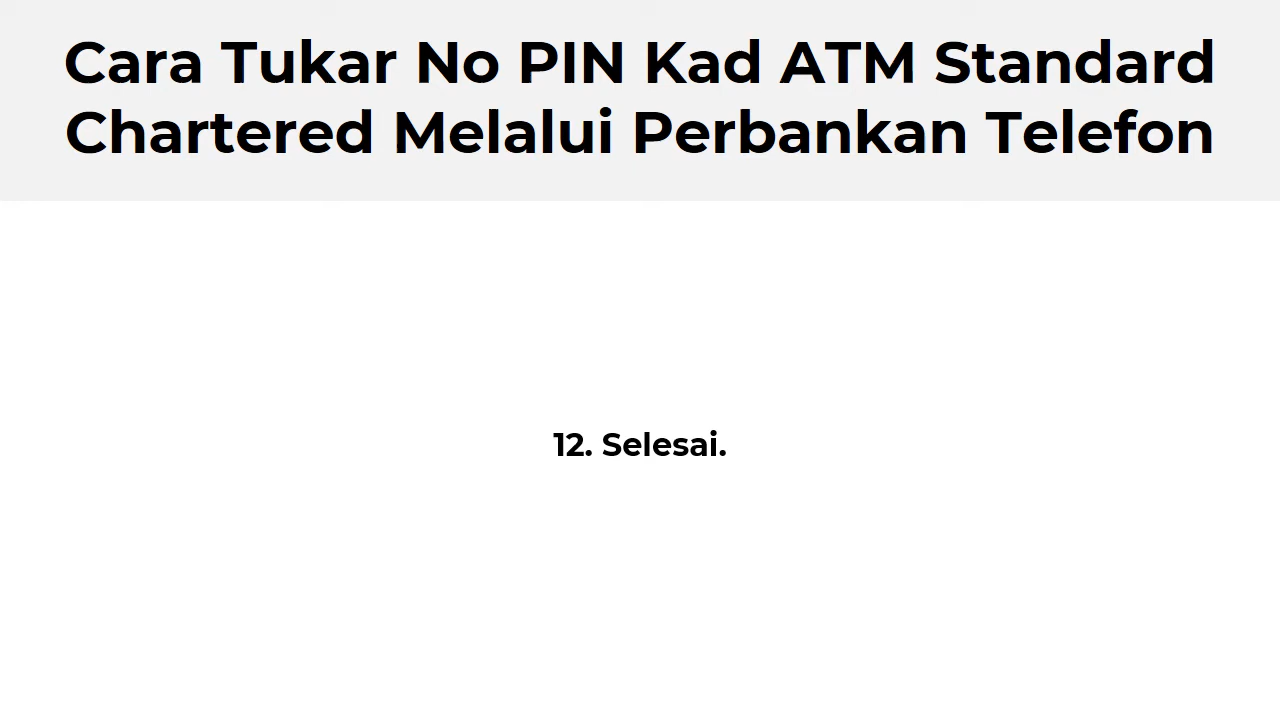 Cara Tukar No PIN Kad ATM Standard
Chartered Melalui Perbankan Telefon
12. Selesai.